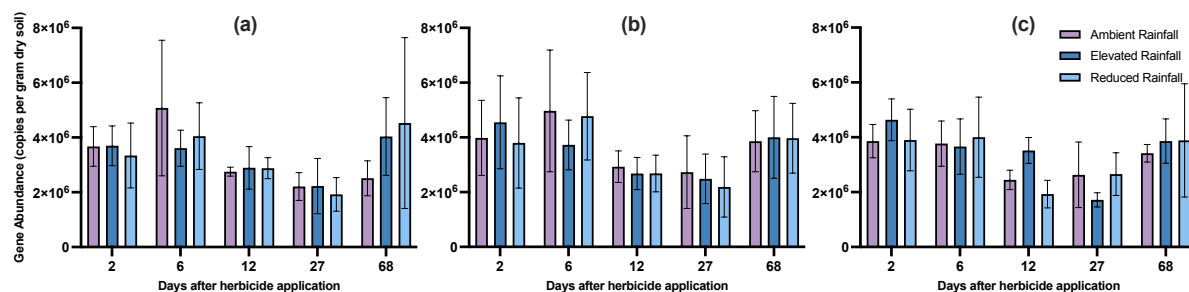 Gene Abundance (copies per gram dry soil)
8×10⁶
6×10⁶
4×10⁶
2×10⁶
0
(a)
2 6 12 27 68
Days after herbicide application
8×10⁶
6×10⁶
4×10⁶
2×10⁶
0
(b)
2 6 12 27 68
Days after herbicide application
8×10⁶
6×10⁶
4×10⁶
2×10⁶
0
(c)
Ambient Rainfall
Elevated Rainfall
Reduced Rainfall
2 6 12 27 68
Days after herbicide application